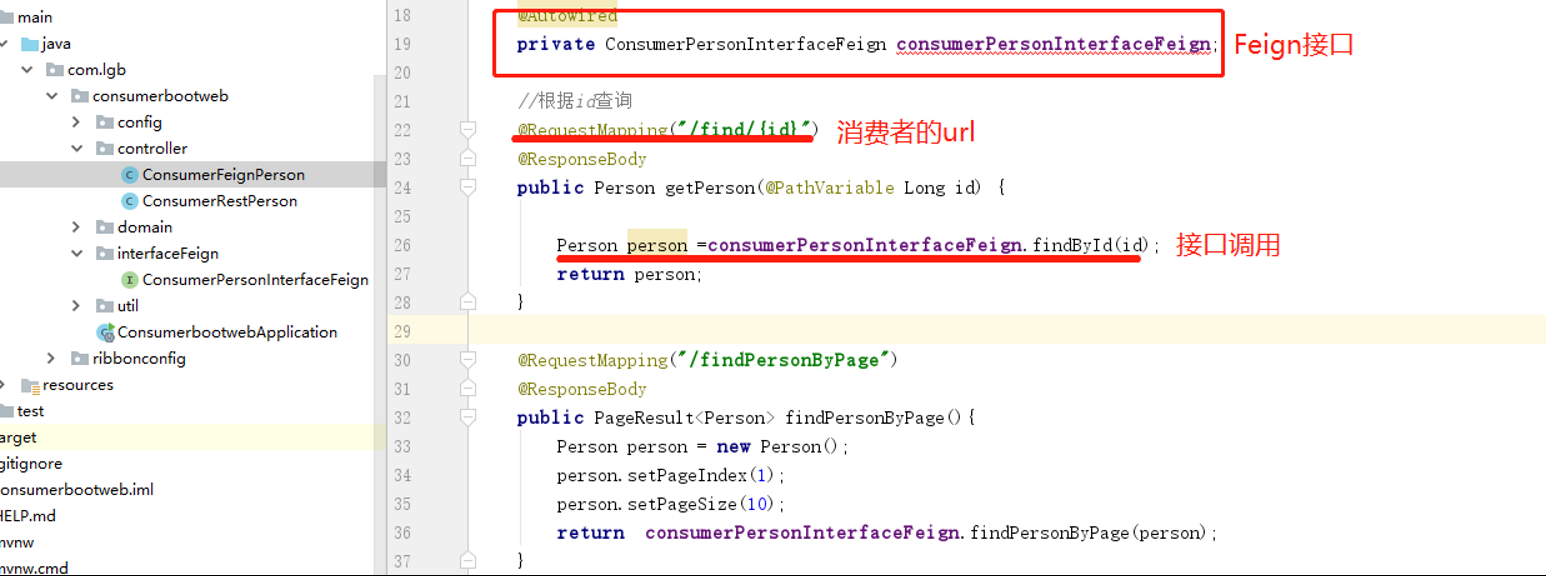 main
java
com.lgb
consumerbootweb
config
controller
ConsumerFeignPerson
ConsumerRestPerson
domain
interfaceFeign
ConsumerPersonInterfaceFeign
util
ConsumerbootwebApplication
ribbonconfig
resources
test
arget
gitignore
onsumerbootweb.iml
HELP.md
mvnw
mvnw.cmd
18 @Autowired
19 private ConsumerPersonInterfaceFeign consumerPersonInterfaceFeign; Feign接口
20
21 //根据id查询
22 @RequestMapping("/find/{id}") 消费者的url
23 @ResponseBody
24 public Person getPerson(@PathVariable Long id) {
25
26 Person person =consumerPersonInterfaceFeign.findById(id); 接口调用
27 return person;
28 }
29
30 @RequestMapping("/findPersonByPage")
31 @ResponseBody
32 public PageResult<Person> findPersonByPage(){
33 Person person = new Person();
34 person.setPageIndex(1);
35 person.setPageSize(10);
36 return consumerPersonInterfaceFeign.findPersonByPage(person);
37 }